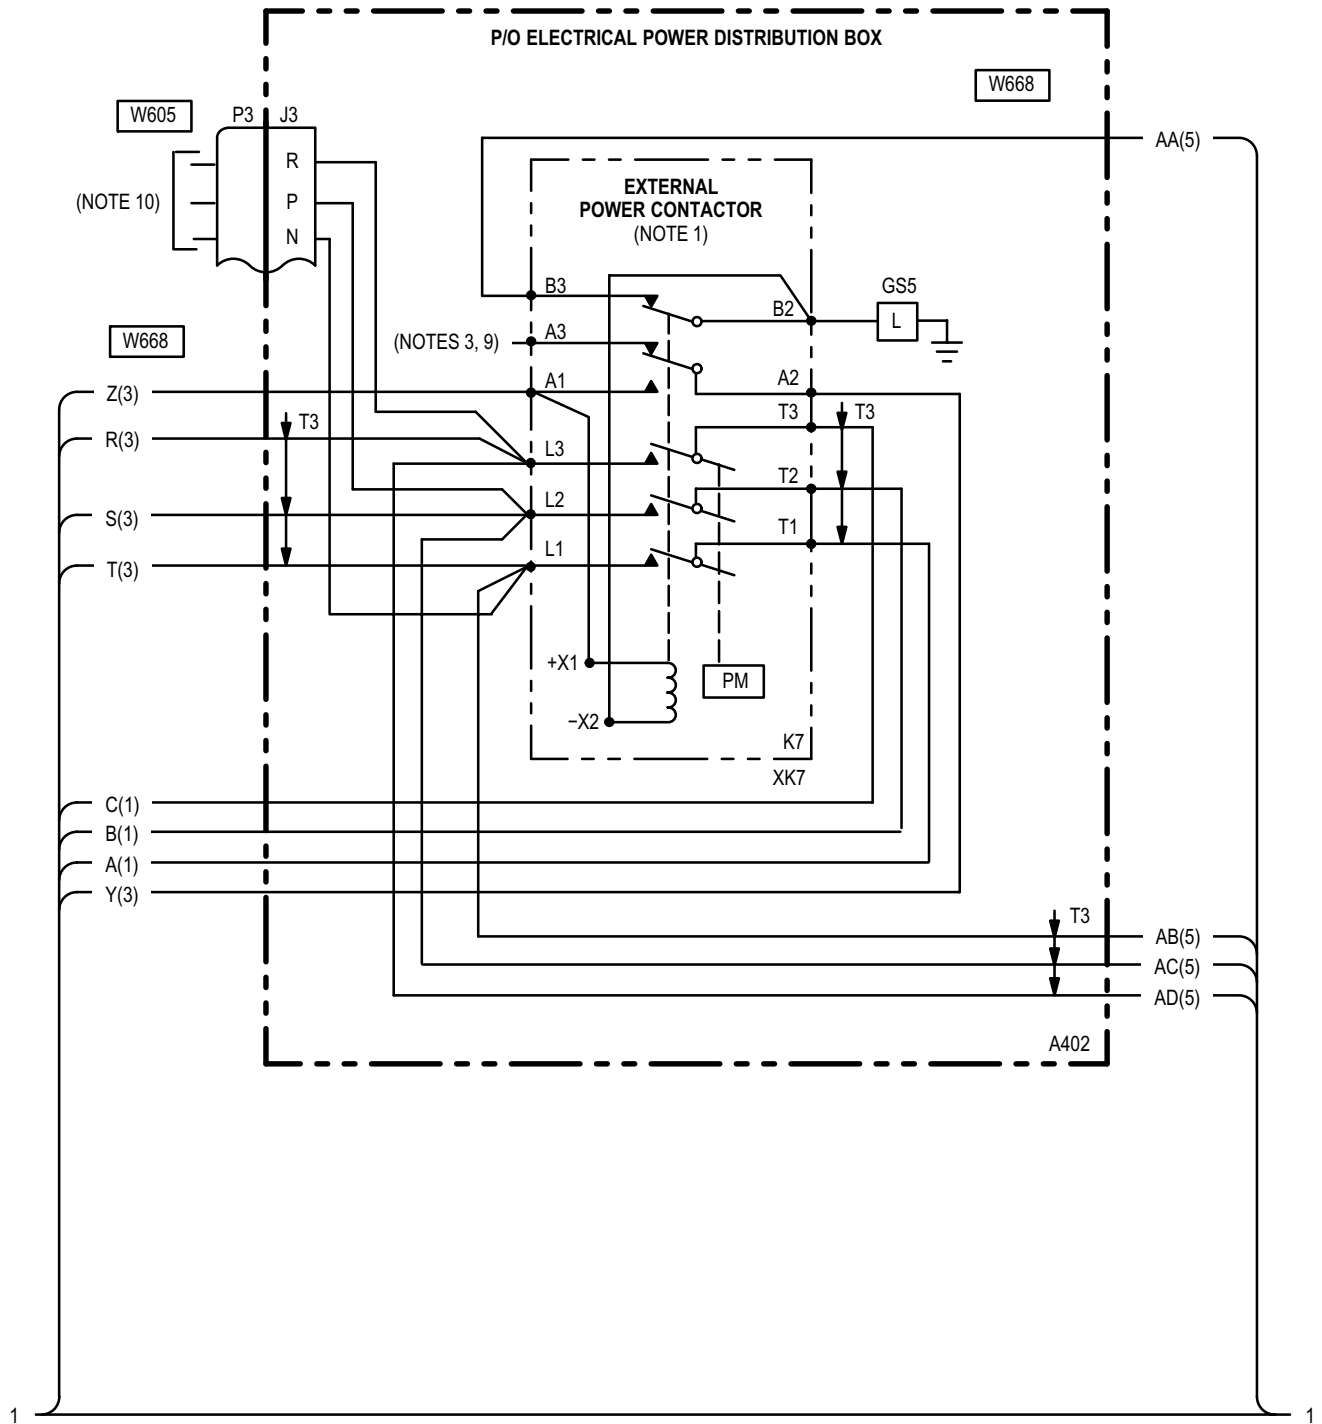 P/O ELECTRICAL POWER DISTRIBUTION BOX
W668
W605
P3
J3
AA(5)
R
(NOTE 10)
P
N
EXTERNAL
POWER CONTACTOR
(NOTE 1)
B3
GS5
B2
L
W668
(NOTES 3, 9)
A3
A1
A2
Z(3)
T3
T3
T3
R(3)
L3
T2
L2
S(3)
T1
L1
T(3)
+X1
PM
−X2
K7
XK7
C(1)
B(1)
A(1)
Y(3)
T3
AB(5)
AC(5)
AD(5)
A402
1
1